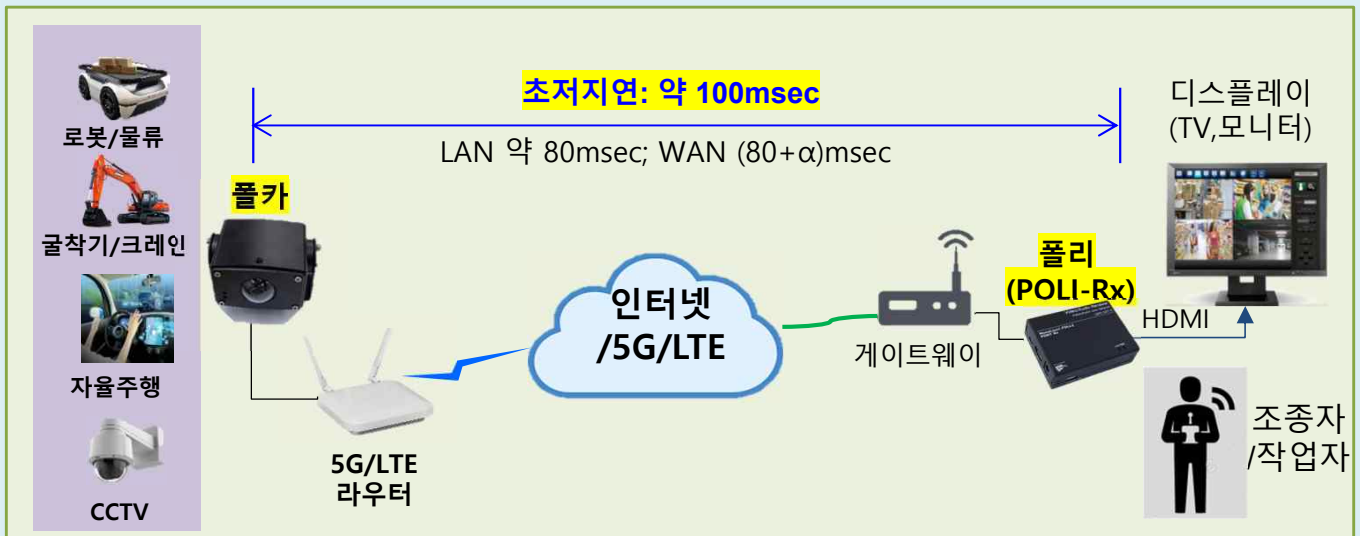 로봇/물류
굴착기/크레인
자율주행
CCTV
초저지연: 약 100msec
LAN 약 80msec; WAN (80+α)msec
폴카
5G/LTE
라우터
인터넷
/5G/LTE
게이트웨이
폴리
(POLI-Rx)
HDMI
디스플레이
(TV,모니터)
조종자
/작업자